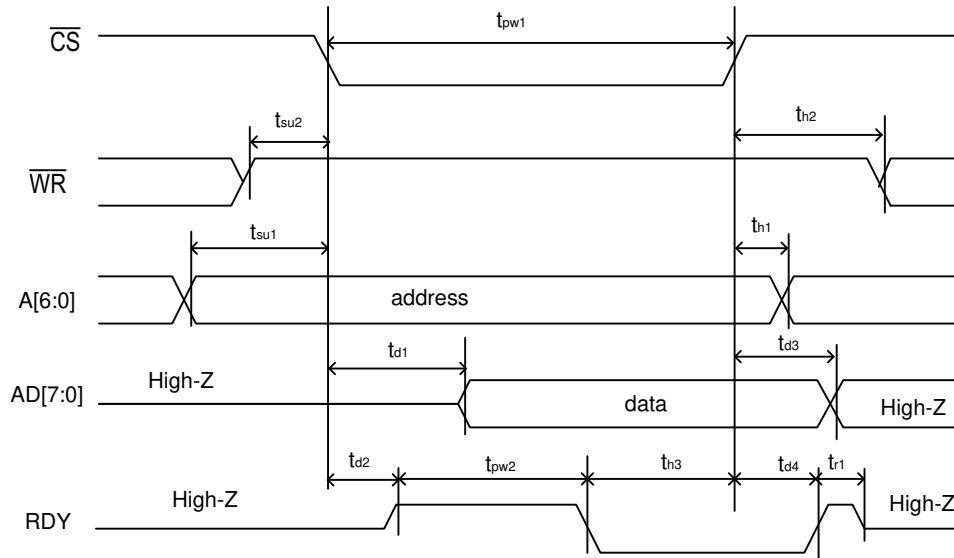 CS
tpw1
tsu2
th2
WR
tsu1
th1
A[6:0]
address
td1
td3
High-Z
AD[7:0]
data
High-Z
td2
tpw2
th3
td4
tr1
High-Z
High-Z
RDY